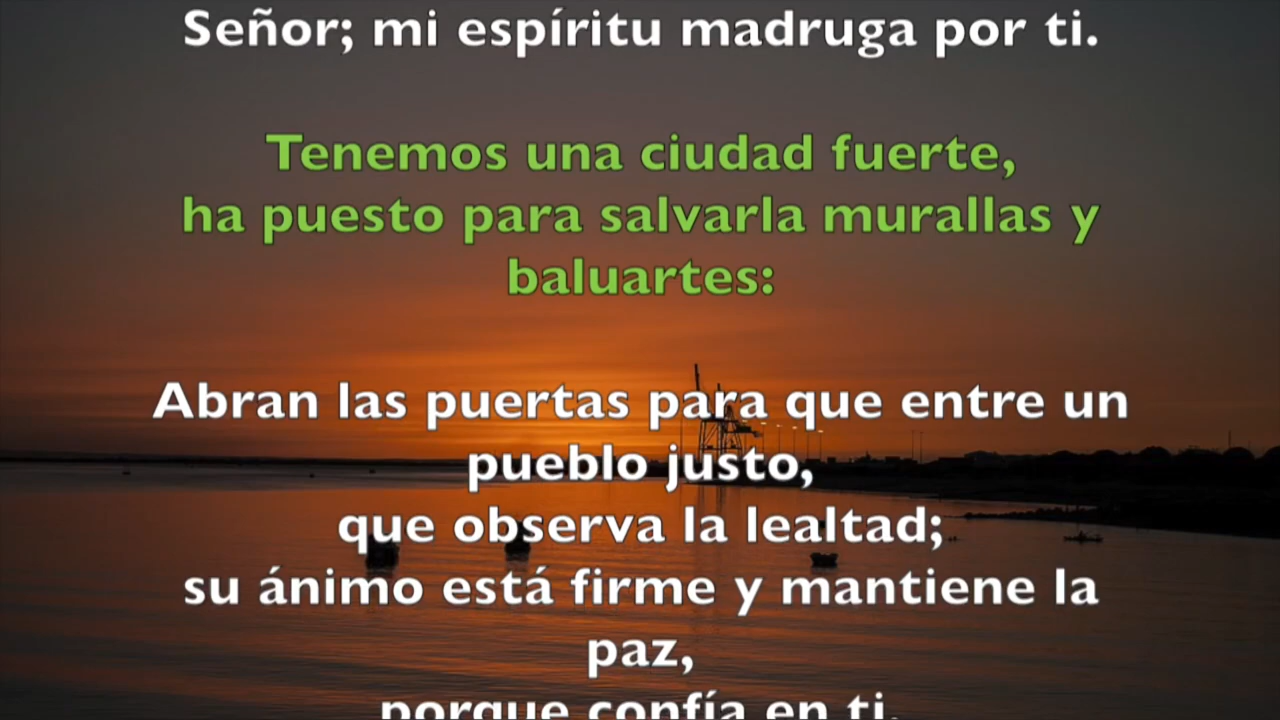 Señor; mi espíritu madruga por ti.
Tenemos una ciudad fuerte,
ha puesto para salvarla murallas y
baluartes:
Abran las puertas para que entre un
pueblo justo,
que observa la lealtad;
su ánimo está firme y mantiene la
paz,
porque confía en ti.